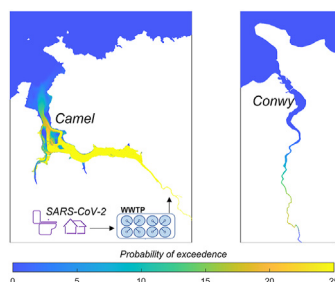 Camel
Conwy
SARS-CoV-2
WWTP
Probability of exceedence
0 5 10 15 20 25